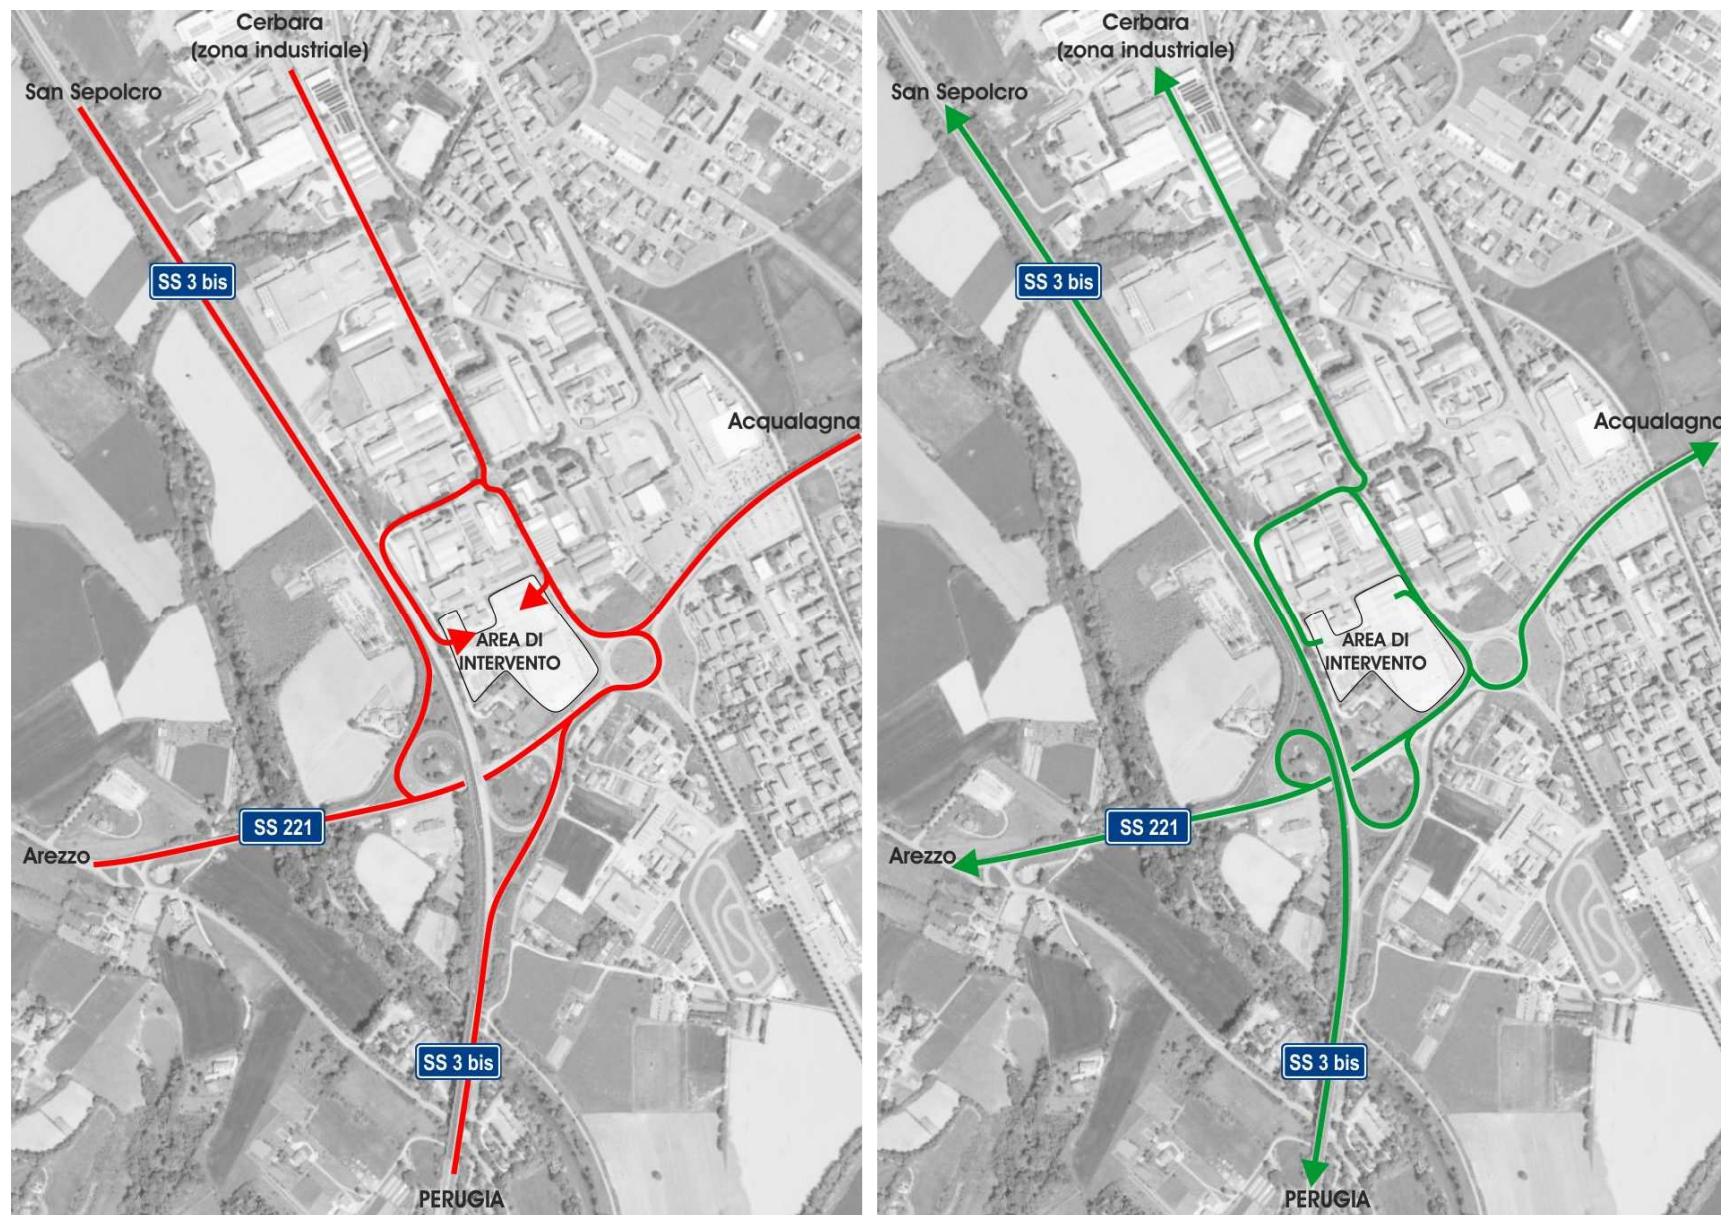 Cerbara
(zona industriale)
San Sepolcro
SS 3 bis
Acqualagna
AREA DI
INTERVENTO
SS 221
Arezzo
SS 3 bis
PERUGIA
Cerbara
(zona industriale)
San Sepolcro
SS 3 bis
Acqualagna
AREA DI
INTERVENTO
SS 221
Arezzo
SS 3 bis
PERUGIA